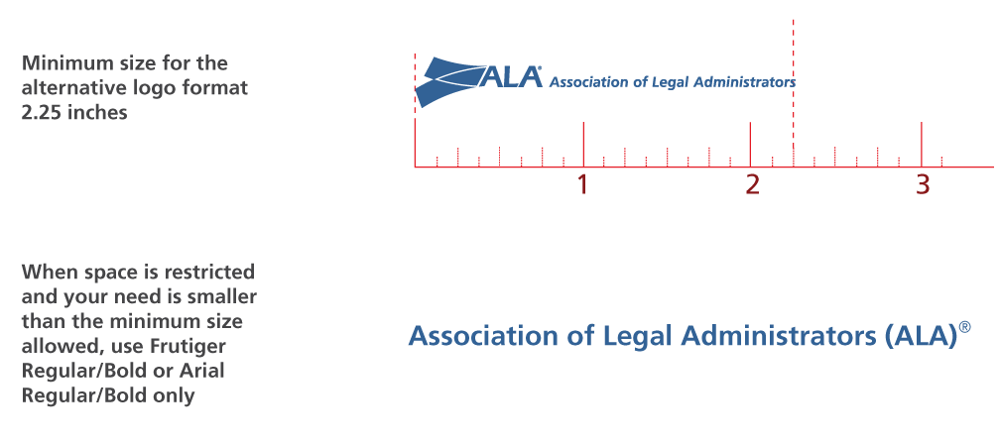 Minimum size for the
alternative logo format
2.25 inches
ALA® Association of Legal Administrators
1 2 3
When space is restricted
and your need is smaller
than the minimum size
allowed, use Frutiger
Regular/Bold or Arial
Regular/Bold only
Association of Legal Administrators (ALA)®